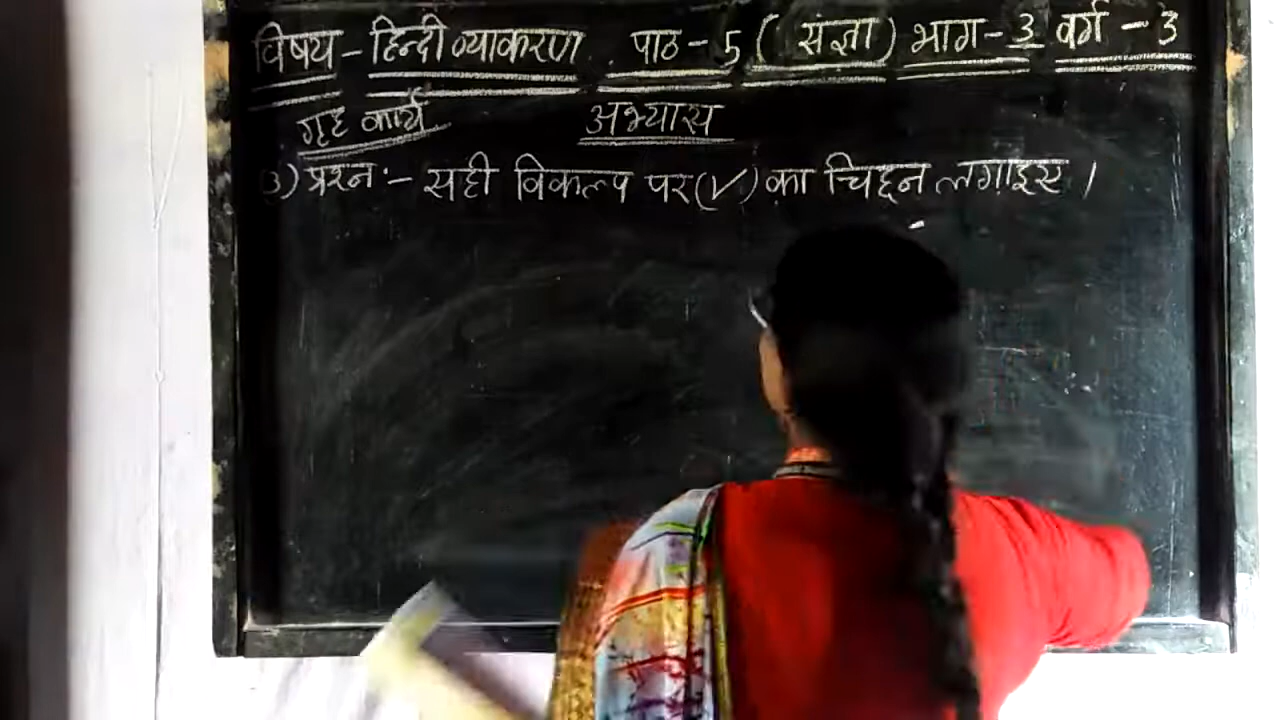 विषय - हिन्दी व्याकरण . पाठ - 5 ( संज्ञा ) भाग - 3 वर्ग - 3
गृह कार्य अभ्यास
3) प्रश्न :- सही विकल्प पर (✓) का चिह्न लगाइए ।